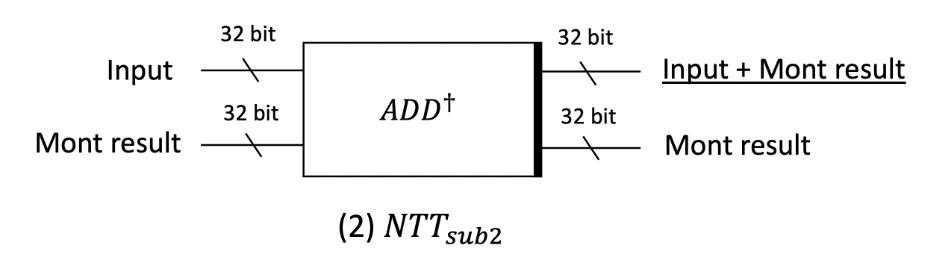 32 bit
32 bit
Input
Input + Mont result
ADD†
32 bit
32 bit
Mont result
Mont result
(2) NTTsub2